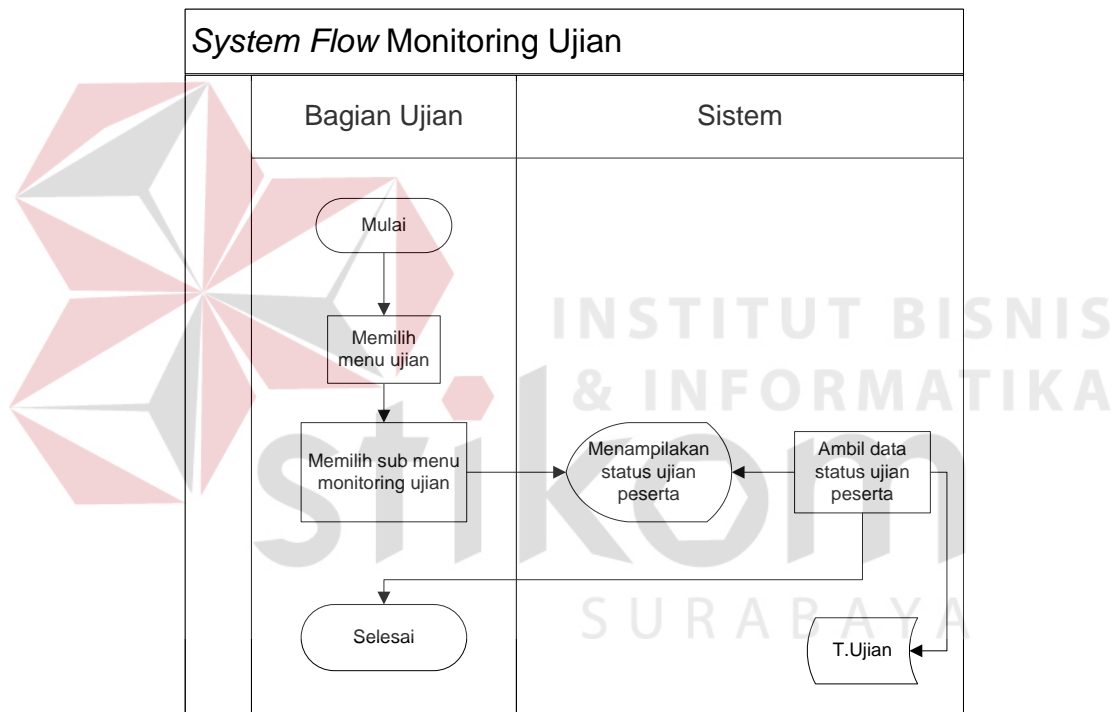 System Flow Monitoring Ujian
Bagian Ujian
Sistem
Mulai
Memilih
menu ujian
Memilih sub menu
monitoring ujian
Menampilakan
status ujian
peserta
Ambil data
status ujian
peserta
Selesai
T.Ujian
INSTITUT BISNIS
& INFORMATIKA
stikom
SURABAYA